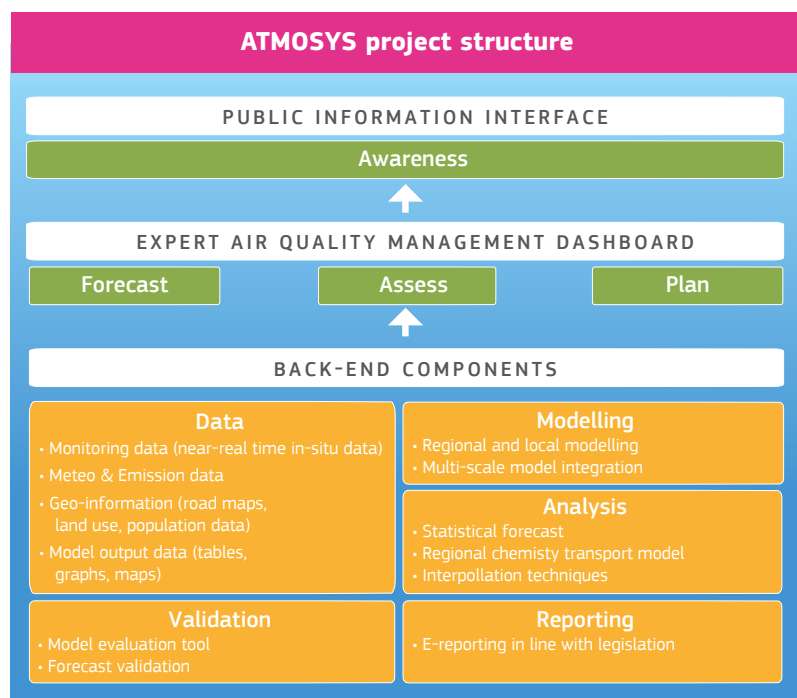 ATMOSYS project structure
PUBLIC INFORMATION INTERFACE
Awareness
EXPERT AIR QUALITY MANAGEMENT DASHBOARD
Forecast
Assess
Plan
BACK-END COMPONENTS
Data
• Monitoring data (near-real time in-situ data)
• Meteo & Emission data
• Geo-information (road maps,
land use, population data)
• Model output data (tables,
graphs, maps)
Modelling
• Regional and local modelling
• Multi-scale model integration
Analysis
• Statistical forecast
• Regional chemisty transport model
• Interpollation techniques
Validation
• Model evaluation tool
• Forecast validation
Reporting
• E-reporting in line with legislation